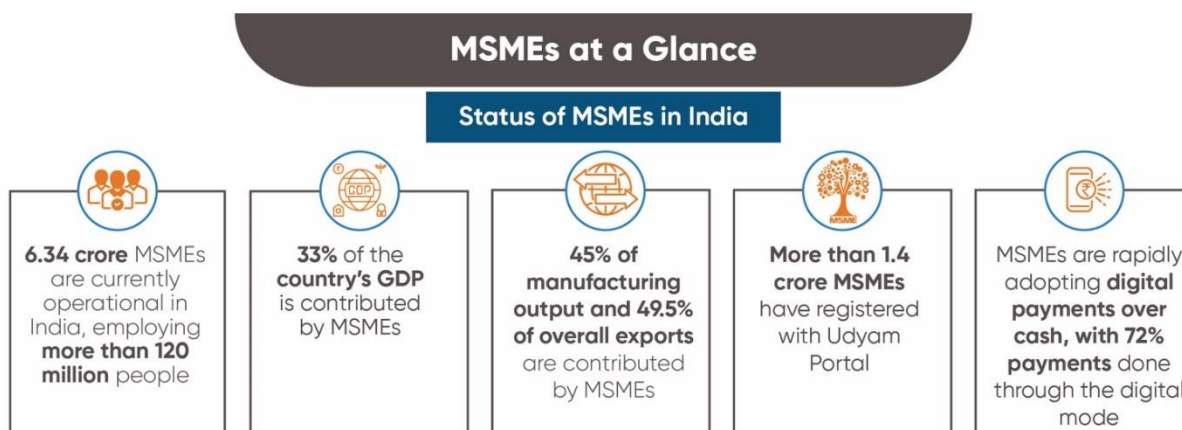 MSMEs at a Glance
Status of MSMEs in India
6.34 crore MSMEs
are currently
operational in
India, employing
more than 120
million people
GDP
33% of the
country's GDP
is contributed
by MSMEs
45% of
manufacturing
output and 49.5%
of overall exports
are contributed
by MSMEs
MSME
More than 1.4
crore MSMEs
have registered
with Udyam
Portal
₹
MSMEs are rapidly
adopting digital
payments over
cash, with 72%
payments done
through the digital
mode